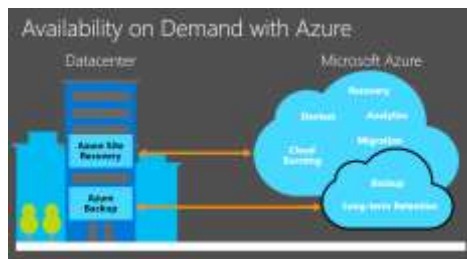 Availability on Demand with Azure
Datacenter
Microsoft Azure
Recovery
Analytics
Migration
Cloud
Bursting
Azure Site
Recovery
Backup
Long-term Retention
Azure
Backup